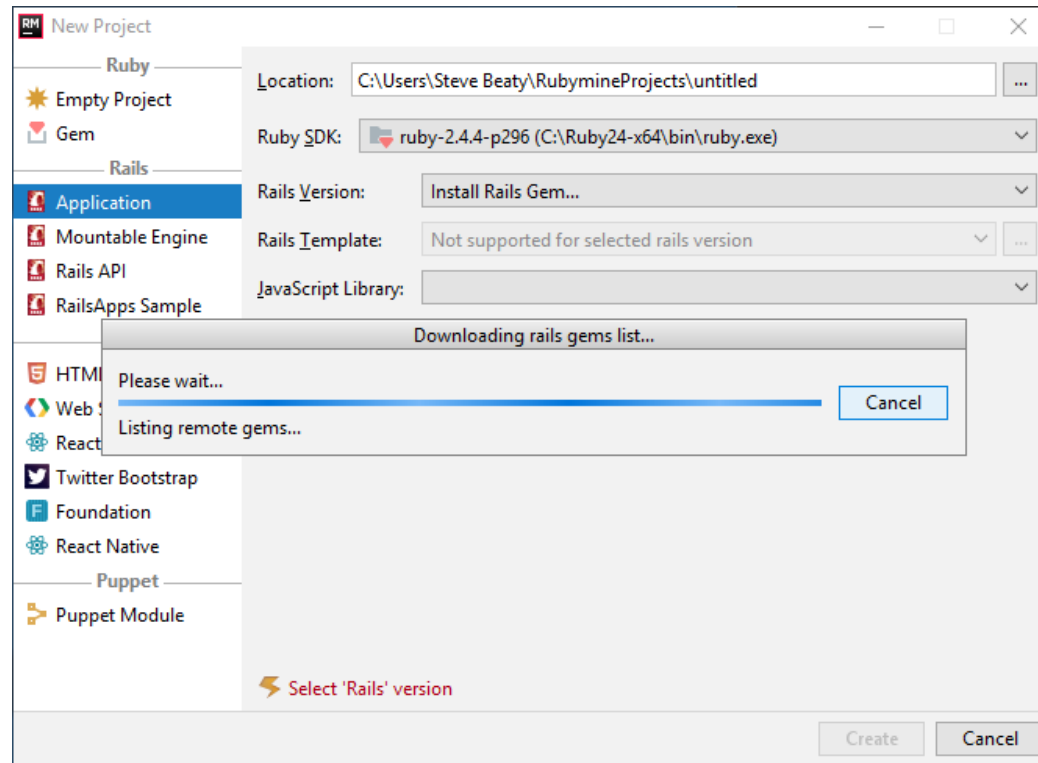 RM New Project
Ruby
Empty Project
Gem
Rails
Application
Mountable Engine
Rails API
RailsApps Sample
HTML
Web
React
Twitter Bootstrap
Foundation
React Native
Puppet
Puppet Module
Location: C:\Users\Steve Beaty\RubymineProjects\untitled ...
Ruby SDK: ruby-2.4.4-p296 (C:\Ruby24-x64\bin\ruby.exe)
Rails Version: Install Rails Gem...
Rails Template: Not supported for selected rails version ...
JavaScript Library:
Downloading rails gems list...
Please wait...
Cancel
Listing remote gems...
Select 'Rails' version
Create Cancel